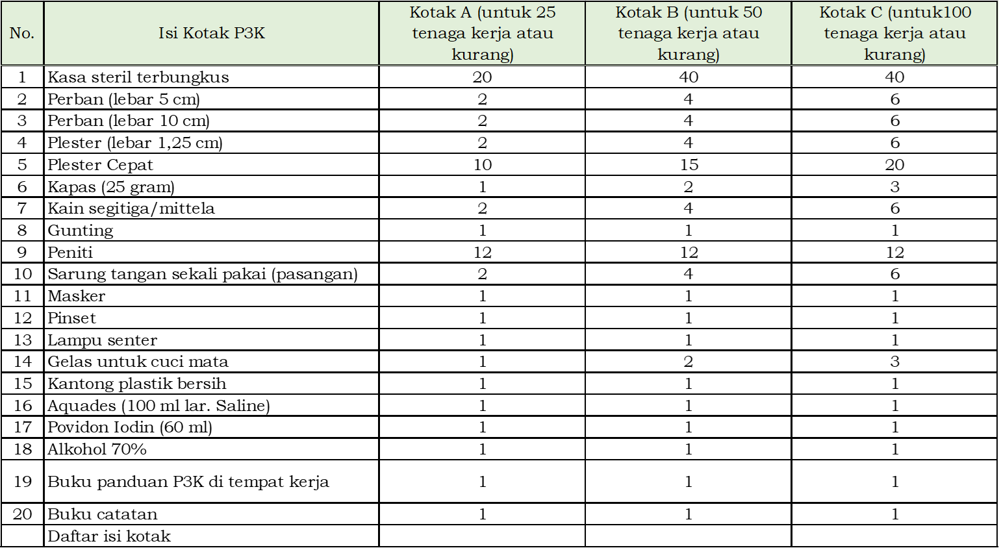 No. Isi Kotak P3K Kotak A (untuk 25 tenaga kerja atau kurang) Kotak B (untuk 50 tenaga kerja atau kurang) Kotak C (untuk100 tenaga kerja atau kurang)
1 Kasa steril terbungkus 20 40 40
2 Perban (lebar 5 cm) 2 4 6
3 Perban (lebar 10 cm) 2 4 6
4 Plester (lebar 1,25 cm) 2 4 6
5 Plester Cepat 10 15 20
6 Kapas (25 gram) 1 2 3
7 Kain segitiga/mittela 2 4 6
8 Gunting 1 1 1
9 Peniti 12 12 12
10 Sarung tangan sekali pakai (pasangan) 2 4 6
11 Masker 1 1 1
12 Pinset 1 1 1
13 Lampu senter 1 1 1
14 Gelas untuk cuci mata 1 2 3
15 Kantong plastik bersih 1 1 1
16 Aquades (100 ml lar. Saline) 1 1 1
17 Povidon Iodin (60 ml) 1 1 1
18 Alkohol 70% 1 1 1
19 Buku panduan P3K di tempat kerja 1 1 1
20 Buku catatan 1 1 1
Daftar isi kotak